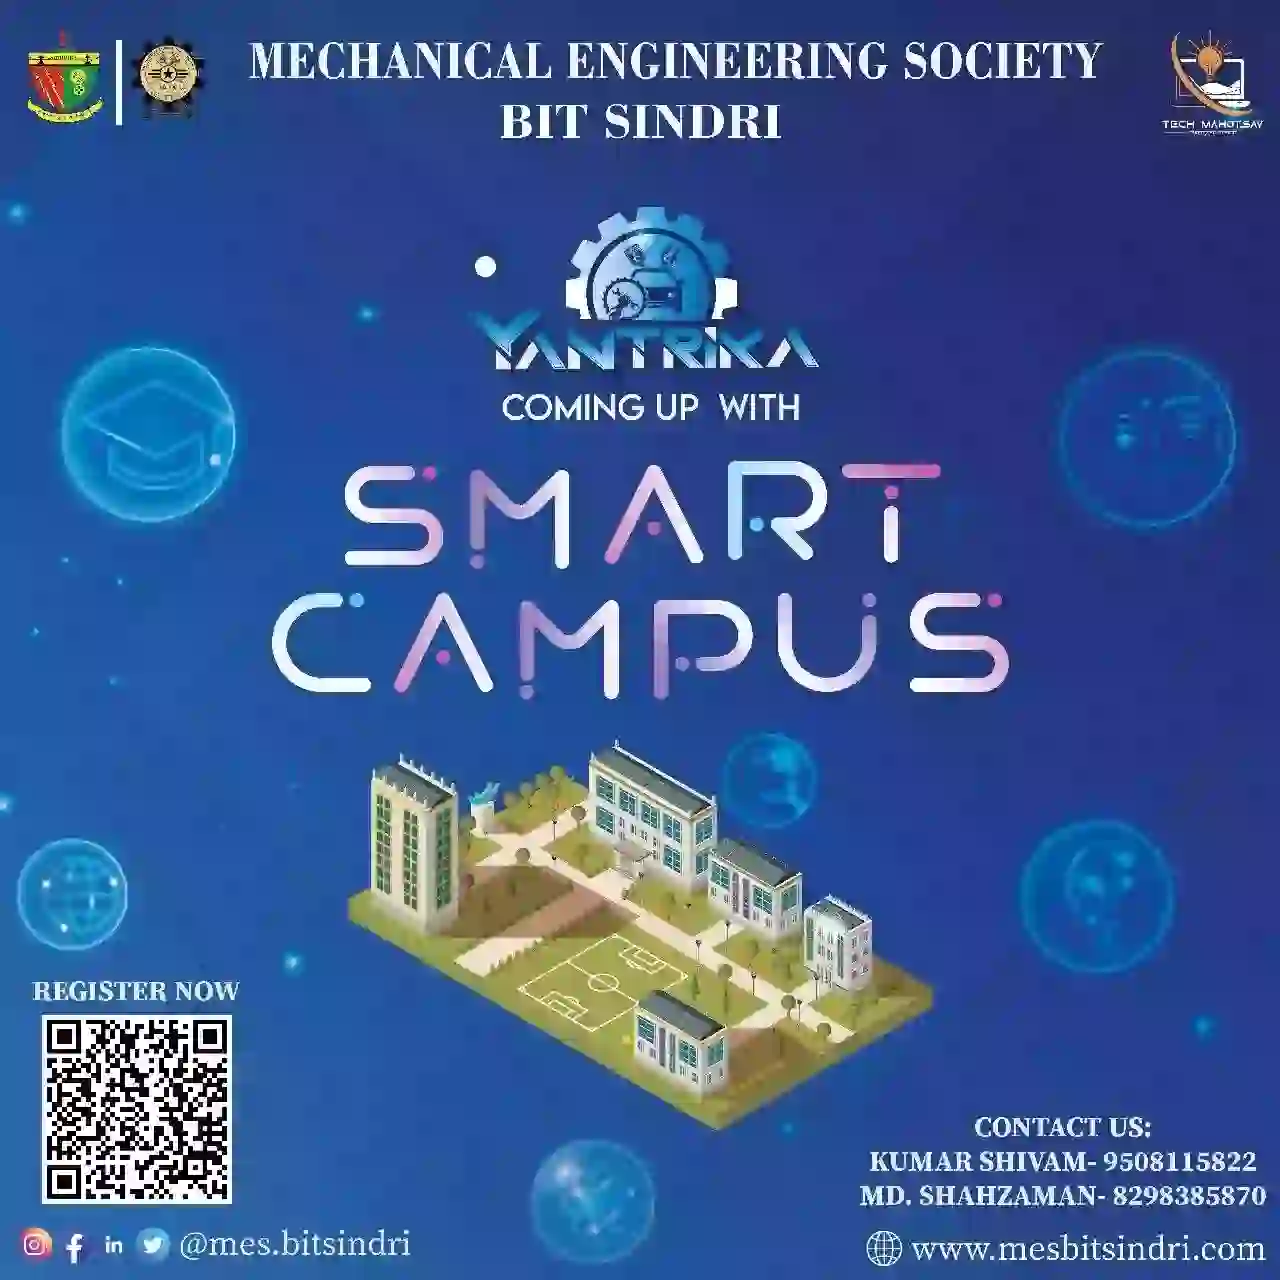 MECHANICAL ENGINEERING SOCIETY
BIT SINDRI
TECH MAHOTSAV
YANTRIKA
COMING UP WITH
SMART
CAMPUS
REGISTER NOW
CONTACT US:
KUMAR SHIVAM- 9508115822
MD. SHAHZAMAN- 8298385870
@mes.bitsindri
www.mesbitsindri.com